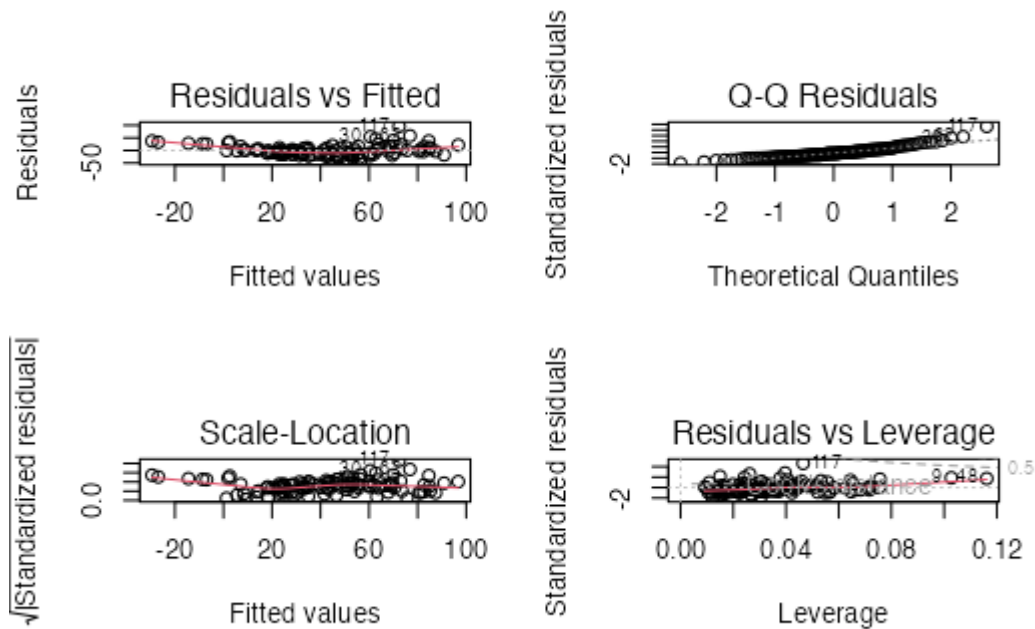 Residuals vs Fitted
Residuals
-50
117
-20 20 60 100
Fitted values
Q-Q Residuals
Standardized residuals
-2
117
-2 -1 0 1 2
Theoretical Quantiles
Scale-Location
√|Standardized residuals|
0.0
117
-20 20 60 100
Fitted values
Residuals vs Leverage
Standardized residuals
-2
117
0.5
0.00 0.04 0.08 0.12
Leverage